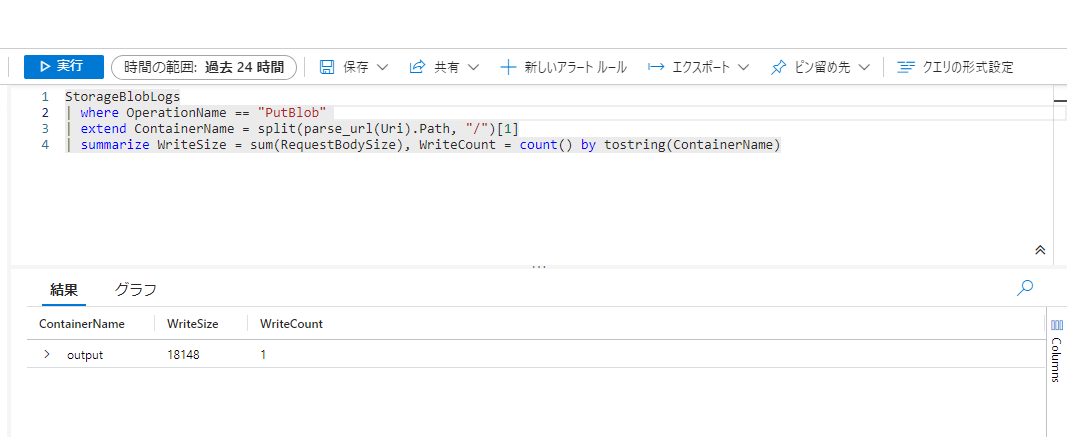 実行 時間の範囲: 過去 24 時間 保存 共有 新しいアラート ルール エクスポート ピン留め先 クエリの形式設定
1 StorageBlobLogs
2 | where OperationName == "PutBlob"
3 | extend ContainerName = split(parse_url(Uri).Path, "/")[1]
4 | summarize WriteSize = sum(RequestBodySize), WriteCount = count() by tostring(ContainerName)
結果 グラフ
ContainerName WriteSize WriteCount
output 18148 1
Columns